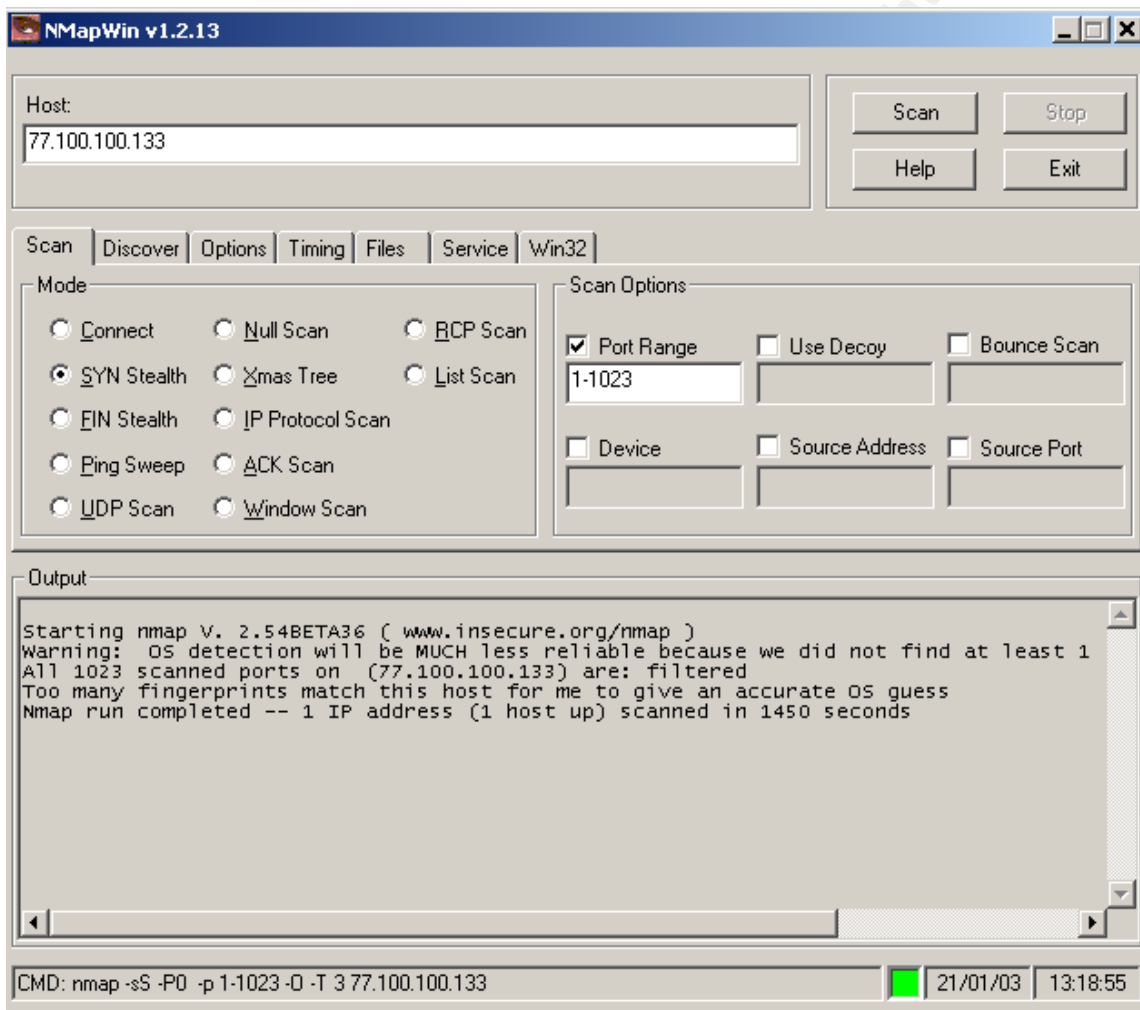 NMapWin v1.2.13
Host:
77.100.100.133
Scan
Stop
Help
Exit
Scan Discover Options Timing Files Service Win32
Mode
Connect Null Scan RCP Scan
SYN Stealth Xmas Tree List Scan
FIN Stealth IP Protocol Scan
Ping Sweep ACK Scan
UDP Scan Window Scan
Scan Options
Port Range Use Decoy Bounce Scan
1-1023
Device Source Address Source Port
Output
Starting nmap V. 2.54BETA36 ( www.insecure.org/nmap )
Warning:  OS detection will be MUCH less reliable because we did not find at least 1
All 1023 scanned ports on  (77.100.100.133) are: filtered
Too many fingerprints match this host for me to give an accurate OS guess
Nmap run completed -- 1 IP address (1 host up) scanned in 1450 seconds
CMD: nmap -sS -P0 -p 1-1023 -O -T 3 77.100.100.133
21/01/03
13:18:55